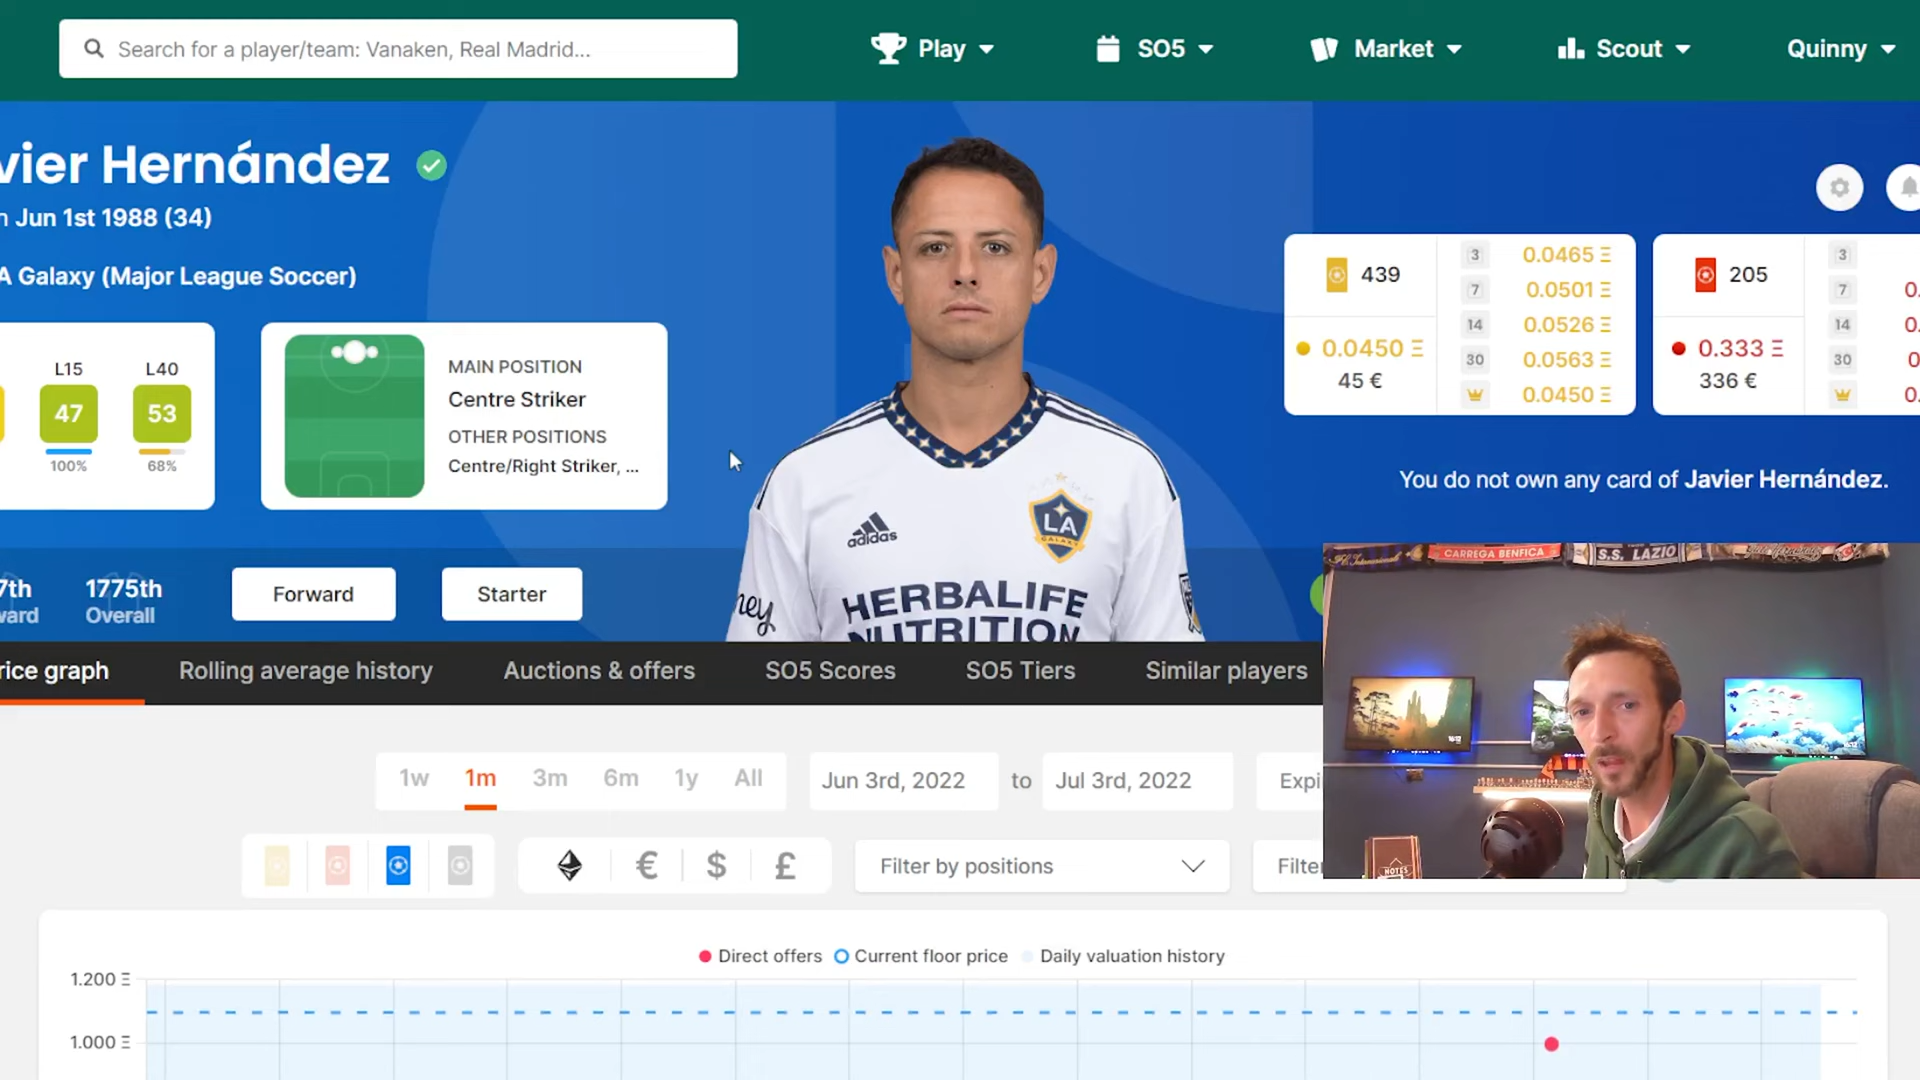 Search for a player/team: Vanaken, Real Madrid...
Play
SO5
Market
Scout
Quinny
vier Hernández
n Jun 1st 1988 (34)
A Galaxy (Major League Soccer)
L15
L40
47
53
100%
68%
MAIN POSITION
Centre Striker
OTHER POSITIONS
Centre/Right Striker, ...
439
3
0.0465 Ξ
7
0.0501 Ξ
14
0.0526 Ξ
30
0.0563 Ξ
0.0450 Ξ
0.0450 Ξ
45 €
205
3
7
0.
14
0.
30
0
0.
0.333 Ξ
336 €
You do not own any card of Javier Hernández.
7th
1775th
ward
Overall
Forward
Starter
adidas
LA
GALAXY
ney
HERBALIFE
NUTRITION
CARREGA BENFICA
S.S. LAZIO
rice graph
Rolling average history
Auctions & offers
SO5 Scores
SO5 Tiers
Similar players
1w
1m
3m
6m
1y
All
Jun 3rd, 2022
to
Jul 3rd, 2022
Expi
€
$
£
Filter by positions
Filte
NOTES
Direct offers
Current floor price
Daily valuation history
1.200 Ξ
1.000 Ξ